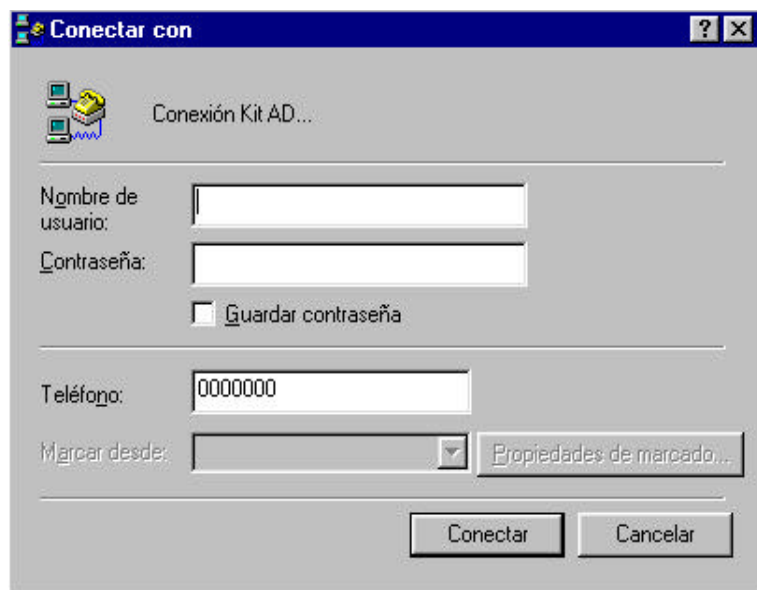 Conectar con
Conexión Kit AD...
Nombre de
usuario:
Contraseña:
Guardar contraseña
Teléfono: 0000000
Marcar desde: Propiedades de marcado...
Conectar Cancelar